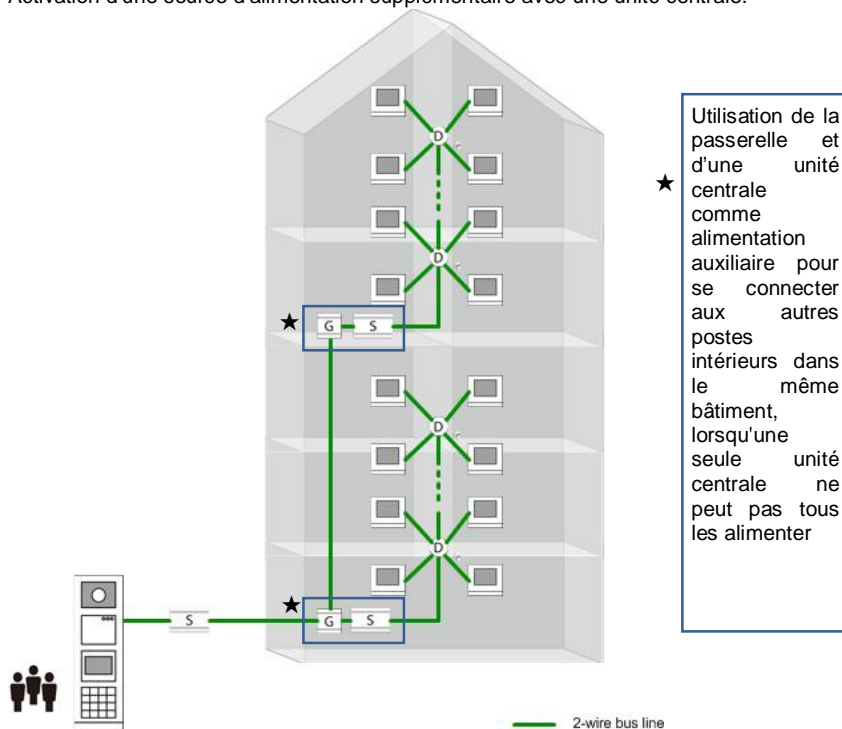 Activation d'une source d'alimentation supplémentaire avec une unité centrale.
D
D
G S
D
D
G S
S
★
★
★
Utilisation de la
passerelle et
d'une unité
centrale
comme
alimentation
auxiliaire pour
se connecter
aux autres
postes
intérieurs dans
le même
bâtiment,
lorsqu'une
seule unité
centrale ne
peut pas tous
les alimenter
2-wire bus line